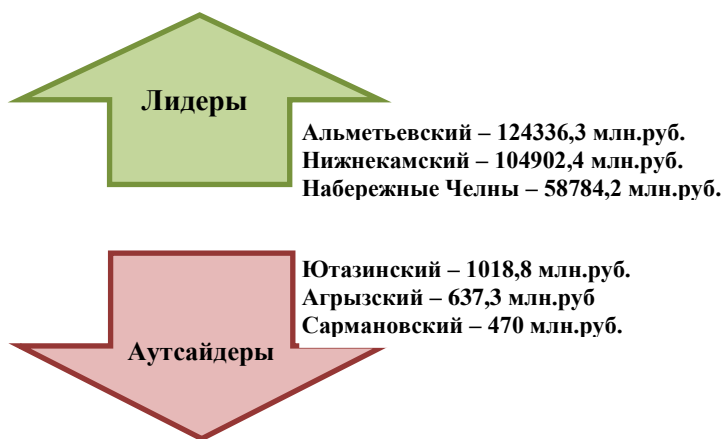 Лидеры
Альметьевский – 124336,3 млн.руб.
Нижнекамский – 104902,4 млн.руб.
Набережные Челны – 58784,2 млн.руб.
Ютазинский – 1018,8 млн.руб.
Агрызский – 637,3 млн.руб
Сармановский – 470 млн.руб.
Аутсайдеры